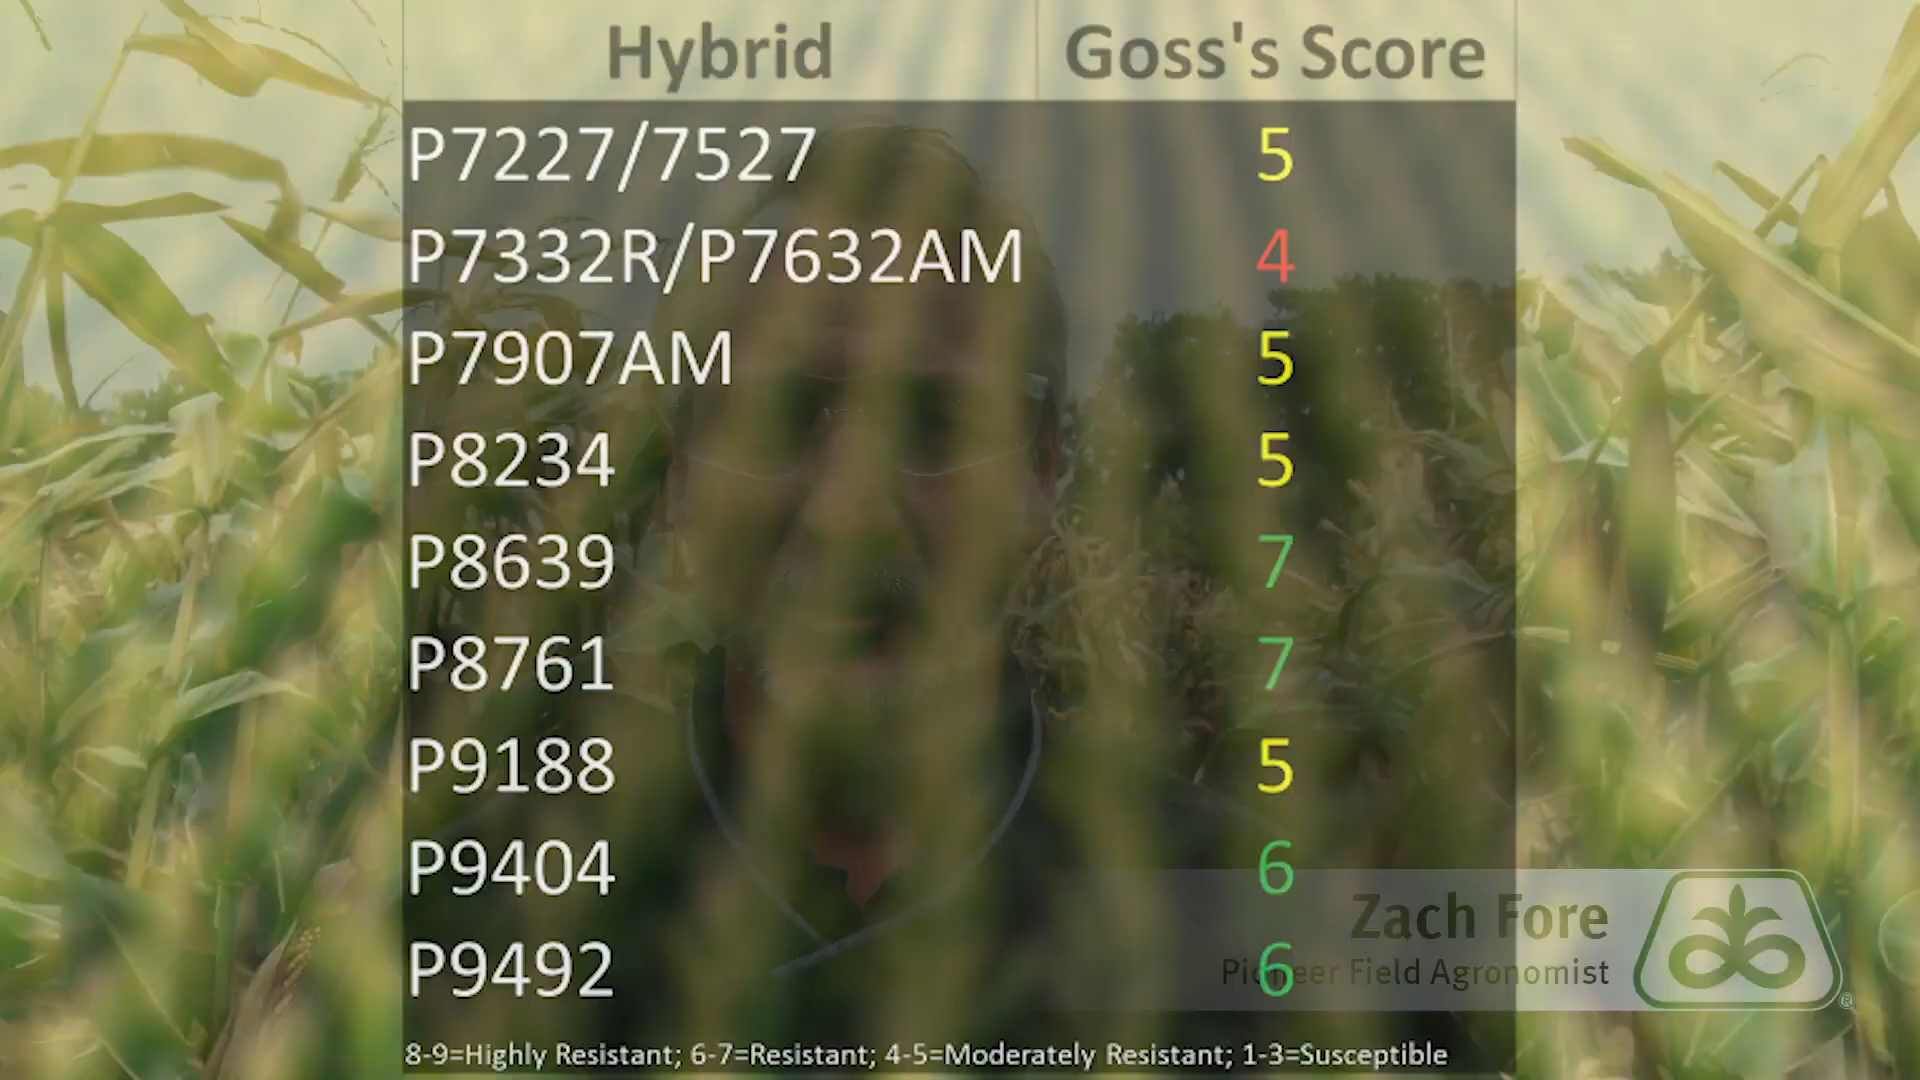 Hybrid Goss's Score
P7227/7527 5
P7332R/P7632AM 4
P7907AM 5
P8234 5
P8639 7
P8761 7
P9188 5
P9404 6
Zach Fore
P9492 6
Pioneer Field Agronomist
®
8-9=Highly Resistant; 6-7=Resistant; 4-5=Moderately Resistant; 1-3=Susceptible